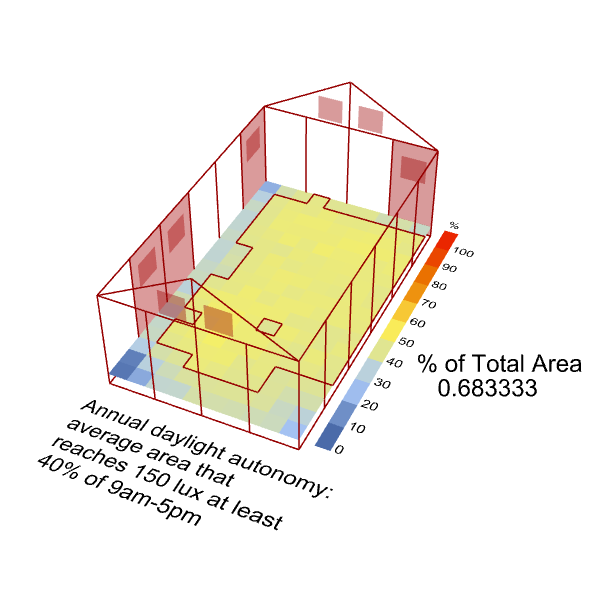 %
100
90
80
70
60
50
40
30
20
10
0
% of Total Area
0.683333
Annual daylight autonomy:
average area that
reaches 150 lux at least
40% of 9am-5pm